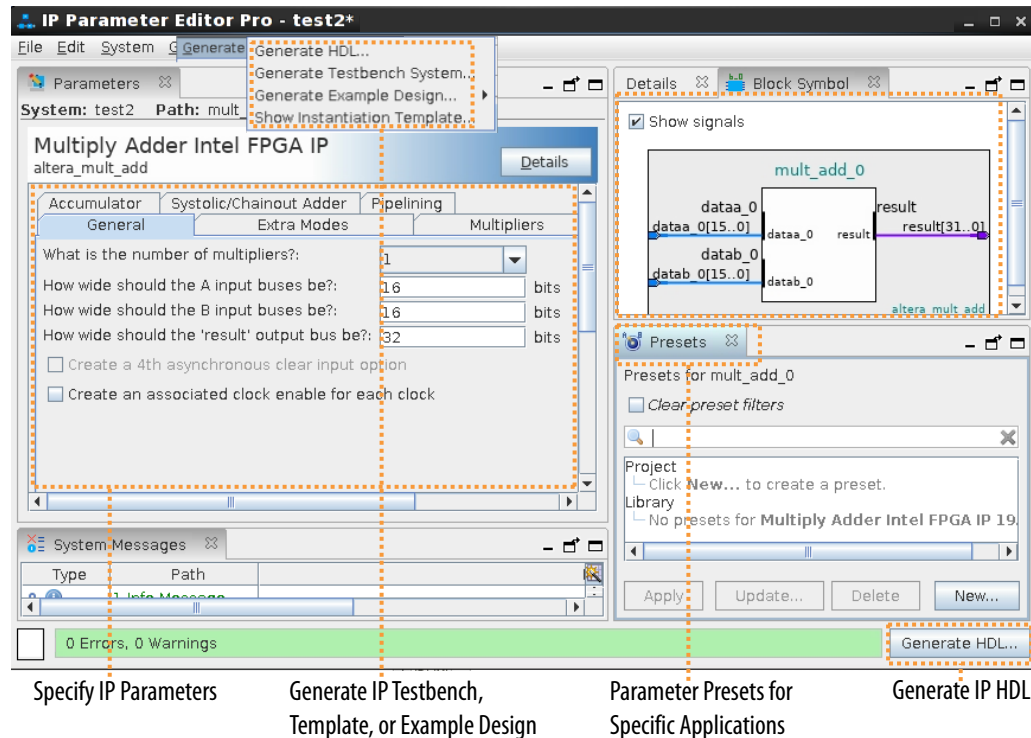 IP Parameter Editor Pro - test2*
File Edit System G Generate
Generate HDL...
Generate Testbench System...
Generate Example Design...
Show Instantiation Template...
Parameters
System: test2 Path: mult_
Multiply Adder Intel FPGA IP
altera_mult_add
Details
Accumulator Systolic/Chainout Adder Pipelining
General Extra Modes Multipliers
What is the number of multipliers?: 1
How wide should the A input buses be?: 16 bits
How wide should the B input buses be?: 16 bits
How wide should the 'result' output bus be?: 32 bits
Create a 4th asynchronous clear input option
Create an associated clock enable for each clock
System Messages
Type Path
1 Info Message
0 Errors, 0 Warnings
Details Block Symbol
Show signals
mult_add_0
dataa_0 result
dataa_0[15..0] dataa_0 result result[31..0]
datab_0
datab_0[15..0] datab_0
altera_mult_add
Presets
Presets for mult_add_0
Clear preset filters
Project
Click New... to create a preset.
Library
No presets for Multiply Adder Intel FPGA IP 19.
Apply Update... Delete New...
Generate HDL...
Specify IP Parameters
Generate IP Testbench,
Template, or Example Design
Parameter Presets for
Specific Applications
Generate IP HDL